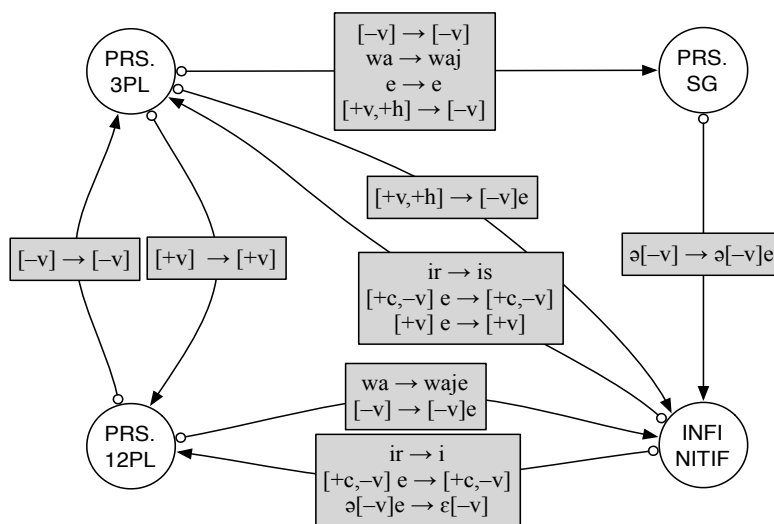 PRS.
3PL
[–v] → [–v]
wa → waj
e → e
[+v,+h] → [–v]
PRS.
SG
[+v,+h] → [–v]e
[–v] → [–v]
[+v] → [+v]
ir → is
[+c,–v] e → [+c,–v]
[+v] e → [+v]
ə[–v] → ə[–v]e
wa → waje
[–v] → [–v]e
PRS.
12PL
ir → i
[+c,–v] e → [+c,–v]
ə[–v]e → ɛ[–v]
INFI
NITIF